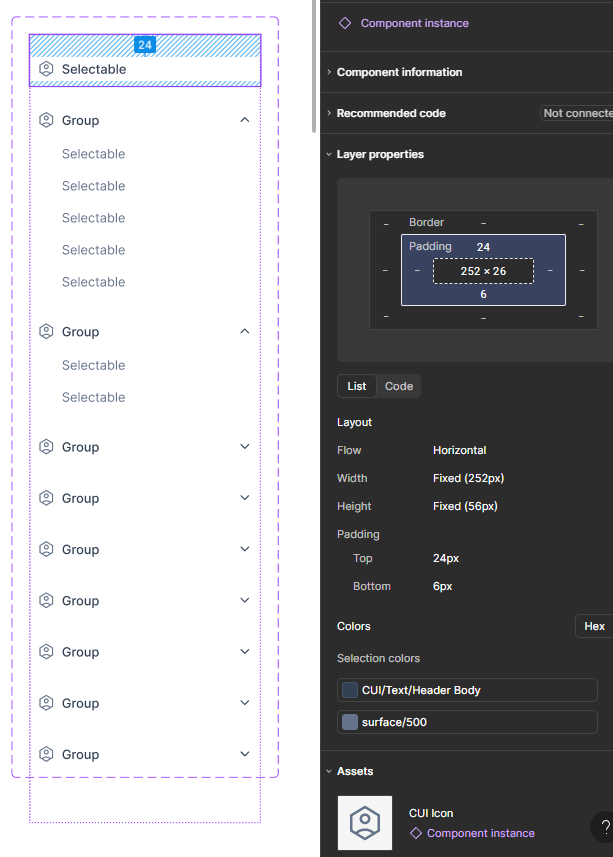 24
Selectable
Group
Selectable
Selectable
Selectable
Selectable
Selectable
Group
Selectable
Selectable
Group
Group
Group
Group
Group
Group
Group
Component instance
Component information
Recommended code
Not connecte
Layer properties
– Border – –
Padding 24
– – 252 × 26 – –
6
– – –
List Code
Layout
Flow Horizontal
Width Fixed (252px)
Height Fixed (56px)
Padding
Top 24px
Bottom 6px
Colors Hex
Selection colors
CUI/Text/Header Body
surface/500
Assets
CUI Icon
Component instance
?